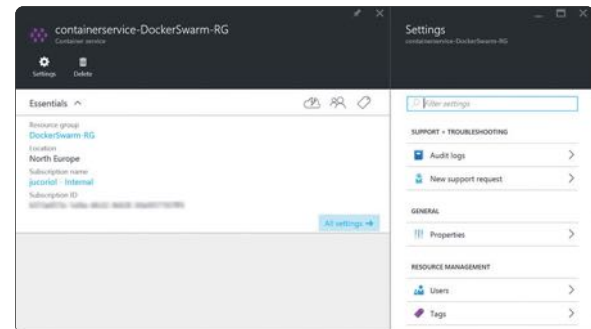 containerservice-DockerSwarm-RG
Container service
Settings
Delete
Essentials
Resource group
DockerSwarm-RG
Location
North Europe
Subscription name
jucoriol - Internal
Subscription ID
All settings →
Settings
containerservice-DockerSwarm-RG
Filter settings
SUPPORT + TROUBLESHOOTING
Audit logs
New support request
GENERAL
Properties
RESOURCE MANAGEMENT
Users
Tags